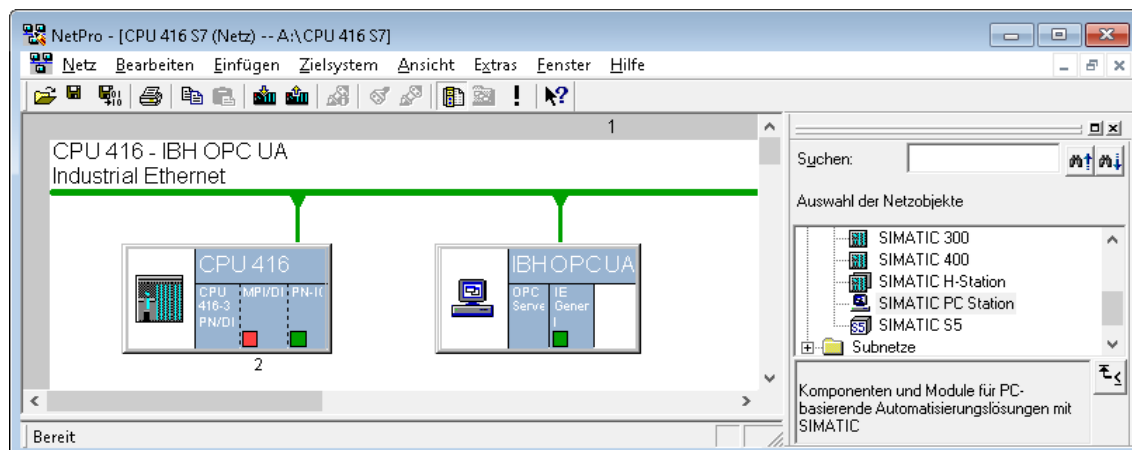 NetPro - [CPU 416 S7 (Netz) -- A:\CPU 416 S7]
Netz Bearbeiten Einfügen Zielsystem Ansicht Extras Fenster Hilfe
1
CPU 416 - IBH OPC UA
Industrial Ethernet
CPU 416
CPU 416-3 PN/DI
MPI/DI
PN-I(
2
IBH OPC UA
OPC Serve
IE Gener l
Suchen:
Auswahl der Netzobjekte
SIMATIC 300
SIMATIC 400
SIMATIC H-Station
SIMATIC PC Station
SIMATIC S5
Subnetze
Komponenten und Module für PC-
basierende Automatisierungslösungen mit
SIMATIC
Bereit